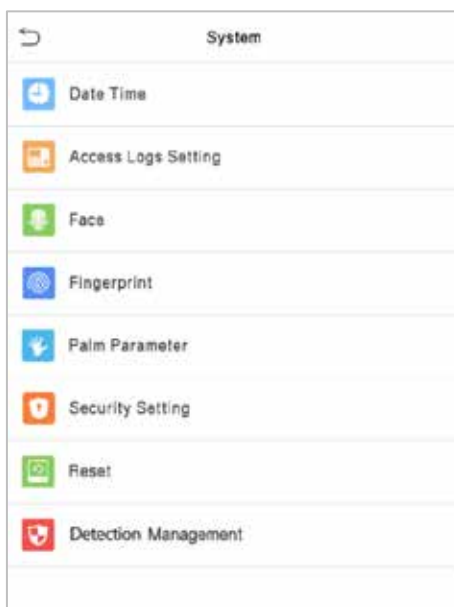 System
Date Time
Access Logs Setting
Face
Fingerprint
Palm Parameter
Security Setting
Reset
Detection Management